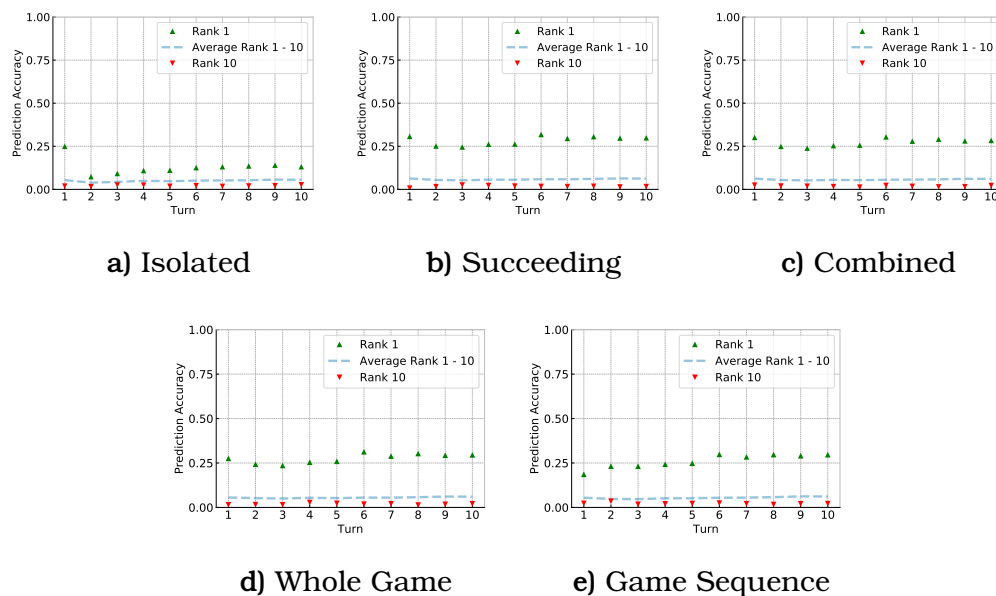 1.00
0.75
0.50
0.25
0.00
Prediction Accuracy
Rank 1
Average Rank 1 - 10
Rank 10
1 2 3 4 5 6 7 8 9 10
Turn
a) Isolated
1.00
0.75
0.50
0.25
0.00
Prediction Accuracy
Rank 1
Average Rank 1 - 10
Rank 10
1 2 3 4 5 6 7 8 9 10
Turn
b) Succeeding
1.00
0.75
0.50
0.25
0.00
Prediction Accuracy
Rank 1
Average Rank 1 - 10
Rank 10
1 2 3 4 5 6 7 8 9 10
Turn
c) Combined
1.00
0.75
0.50
0.25
0.00
Prediction Accuracy
Rank 1
Average Rank 1 - 10
Rank 10
1 2 3 4 5 6 7 8 9 10
Turn
d) Whole Game
1.00
0.75
0.50
0.25
0.00
Prediction Accuracy
Rank 1
Average Rank 1 - 10
Rank 10
1 2 3 4 5 6 7 8 9 10
Turn
e) Game Sequence